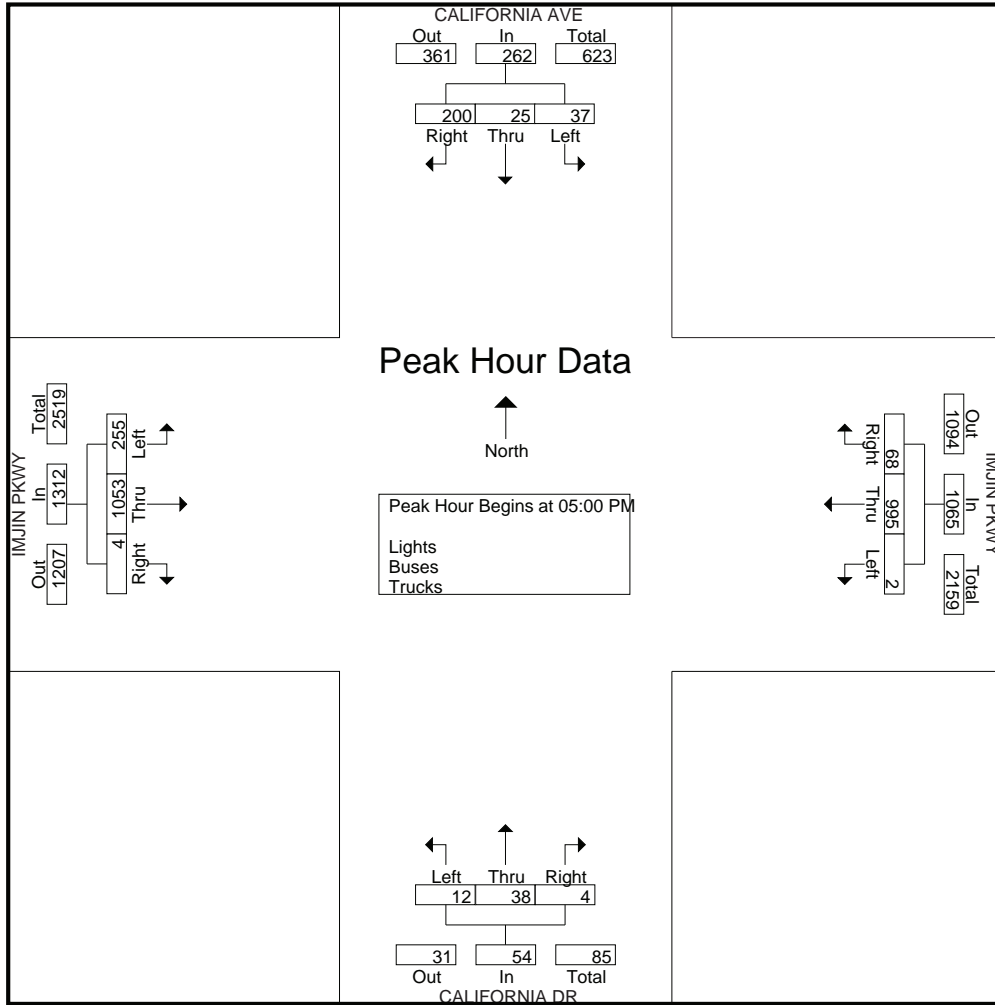 CALIFORNIA AVE
Out In Total
361 262 623
200 25 37
Right Thru Left
Peak Hour Data
North
Peak Hour Begins at 05:00 PM
Lights
Buses
Trucks
IMJIN PKWY
Total In Out
2519 1312 1207
255 1053 4
Left Thru Right
Right Thru Left
68 995 2
Out In Total
1094 1065 2159
IMJIN PKWY
Left Thru Right
12 38 4
31 54 85
Out In Total
CALIFORNIA DR